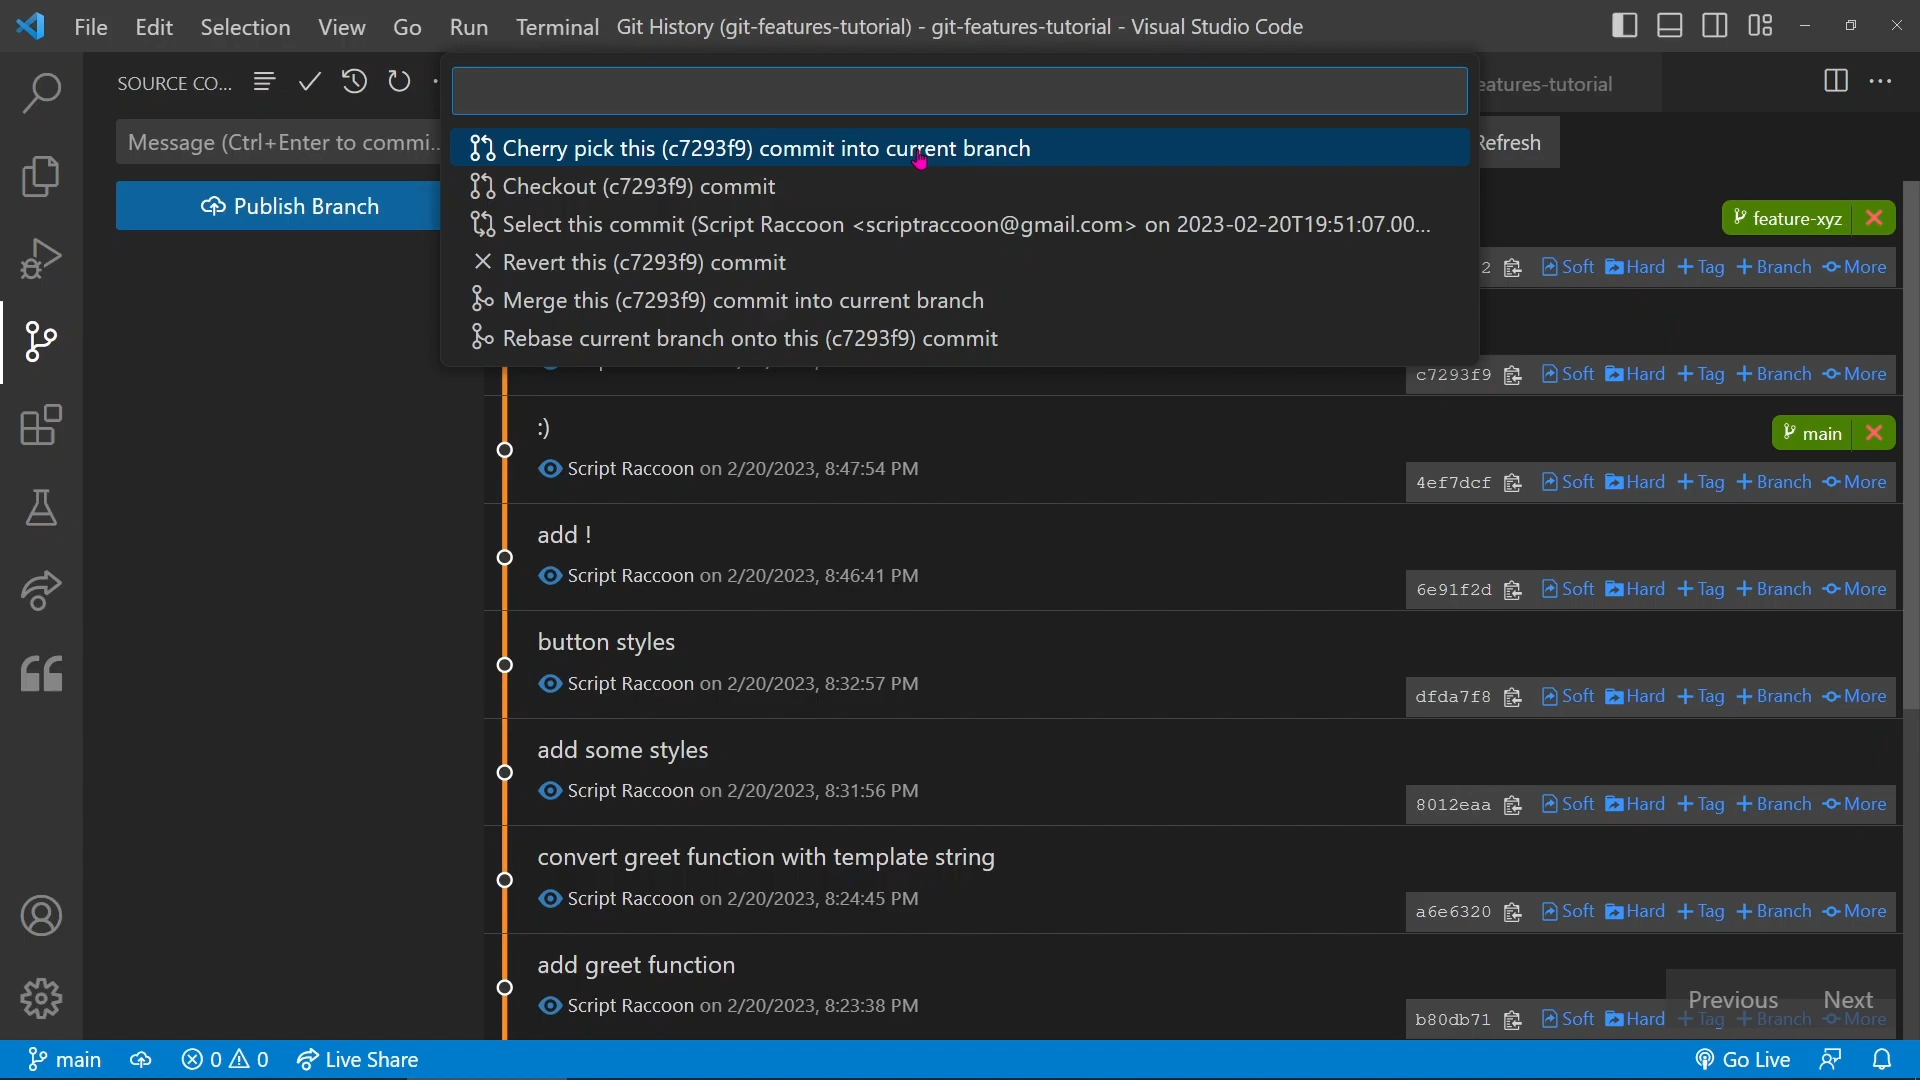 File Edit Selection View Go Run Terminal Git History (git-features-tutorial) - git-features-tutorial - Visual Studio Code
SOURCE CO...
eatures-tutorial
Message (Ctrl+Enter to commi...
Refresh
Publish Branch
Cherry pick this (c7293f9) commit into current branch
Checkout (c7293f9) commit
Select this commit (Script Raccoon <scriptraccoon@gmail.com> on 2023-02-20T19:51:07.00...
Revert this (c7293f9) commit
Merge this (c7293f9) commit into current branch
Rebase current branch onto this (c7293f9) commit
feature-xyz
2 Soft Hard +Tag +Branch More
c7293f9 Soft Hard +Tag +Branch More
:)
main
Script Raccoon on 2/20/2023, 8:47:54 PM
4ef7dcf Soft Hard +Tag +Branch More
add !
Script Raccoon on 2/20/2023, 8:46:41 PM
6e91f2d Soft Hard +Tag +Branch More
button styles
Script Raccoon on 2/20/2023, 8:32:57 PM
dfda7f8 Soft Hard +Tag +Branch More
add some styles
Script Raccoon on 2/20/2023, 8:31:56 PM
8012eaa Soft Hard +Tag +Branch More
convert greet function with template string
Script Raccoon on 2/20/2023, 8:24:45 PM
a6e6320 Soft Hard +Tag +Branch More
add greet function
Script Raccoon on 2/20/2023, 8:23:38 PM
Previous Next
b80db71 Soft Hard +Tag +Branch More
main 0 0 Live Share Go Live